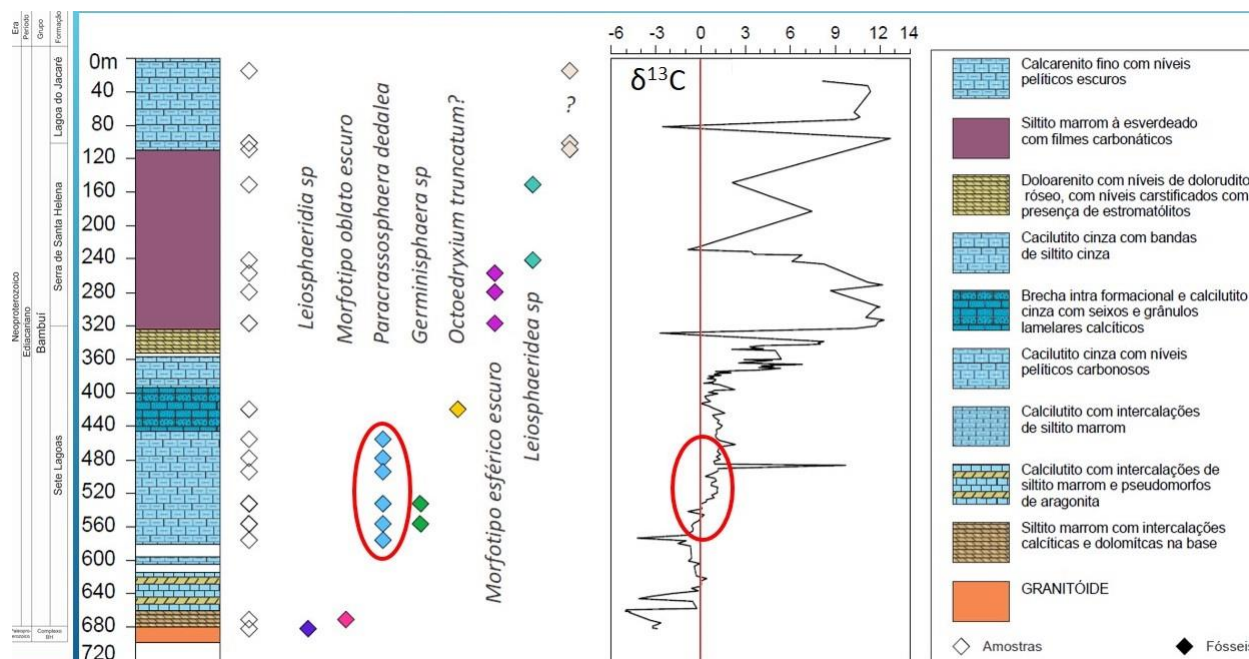 Era
Período
Grupo
Formação
Neoproterozoico
Ediacariano
Bambuí
Lagoa do Jacaré
Serra de Santa Helena
Sete Lagoas
Complexo
BH
0m
40
80
120
160
200
240
280
320
360
400
440
480
520
560
600
640
680
720
Leiosphaeridia sp
Morfotipo oblato escuro
Paracrassosphaera dedalea
Germinisphaera sp
Octoedryxium truncatum?
Morfotipo esférico escuro
Leiosphaeridea sp
?
-6 -3 0 3 6 9 12 14
δ13C
Calcarenito fino com níveis
pelíticos escuros
Siltito marrom à esverdeado
com filmes carbonáticos
Doloarenito com níveis de dolorudito
róseo, com níveis carstificados com
presença de estromatólitos
Cacilutito cinza com bandas
de siltito cinza
Brecha intra formacional e calcilutito
cinza com seixos e grânulos
lamelares calcíticos
Cacilutito cinza com níveis
pelíticos carbonosos
Calcilutito com intercalações
de siltito marrom
Calcilutito com intercalações de
siltito marrom e pseudomorfos
de aragonita
Siltito marrom com intercalações
calcíticas e dolomítcas na base
GRANITÓIDE
Amostras
Fósseis